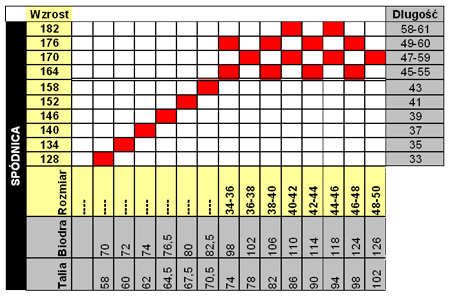 Wzrost Długość
182 58-61
176 49-60
170 47-59
164 45-55
158 43
152 41
146 39
140 37
134 35
128 33
SPÓDNICA
Rozmiar ---- ---- ---- ---- ---- ---- ---- 34-36 36-38 38-40 40-42 42-44 44-46 46-48 48-50
Biodra 70 72 74 76.5 80 82.5 98 102 106 110 114 118 124 126
Talia 58 60 62 64,5 67,5 70,5 74 78 82 86 90 94 98 102